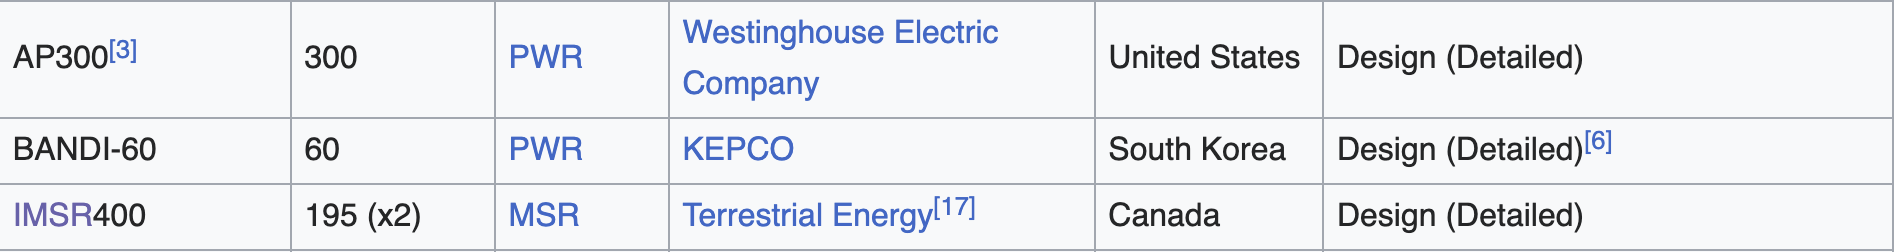 AP300[3] 300 PWR Westinghouse Electric Company United States Design (Detailed)
BANDI-60 60 PWR KEPCO South Korea Design (Detailed)[6]
IMSR400 195 (x2) MSR Terrestrial Energy[17] Canada Design (Detailed)